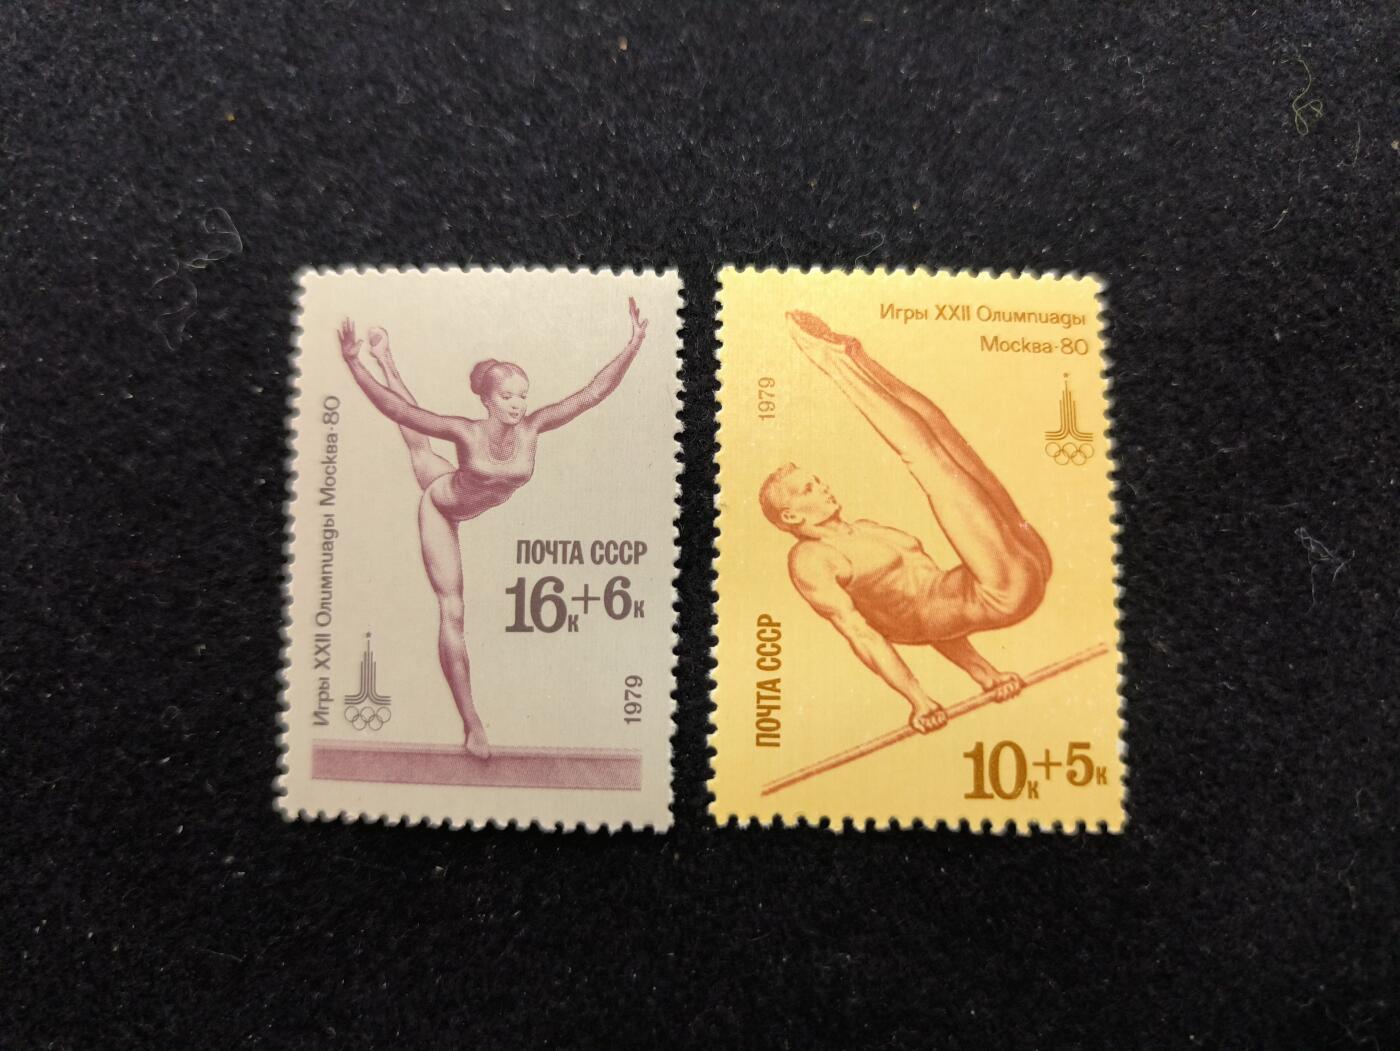 Игры XXII Олимпиады Москва-80
ПОЧТА СССР
16к+6к
1979
Игры XXII Олимпиады
Москва-80
1979
ПОЧТА СССР
10к+5к